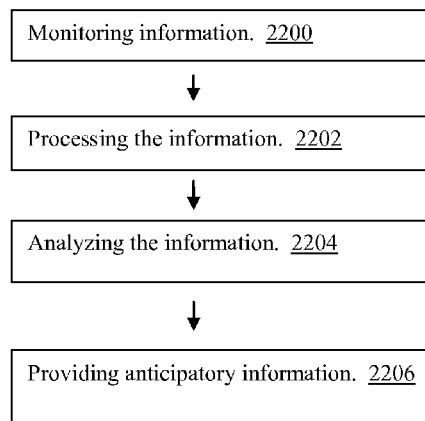 Monitoring information. 2200
Processing the information. 2202
Analyzing the information. 2204
Providing anticipatory information. 2206